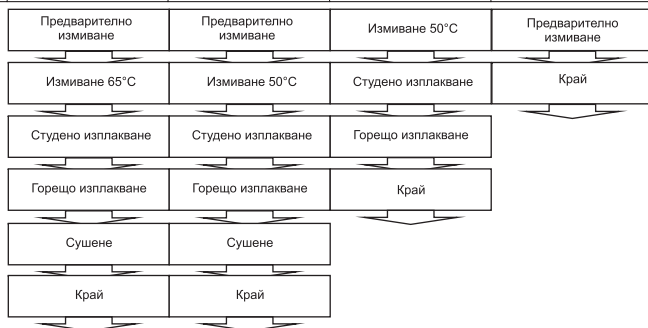 Предварително
измиване
Предварително
измиване
Измиване 50°C
Предварително
измиване
Измиване 65°C
Измиване 50°C
Студено изплакване
Край
Студено изплакване
Студено изплакване
Горещо изплакване
Горещо изплакване
Горещо изплакване
Край
Сушене
Сушене
Край
Край